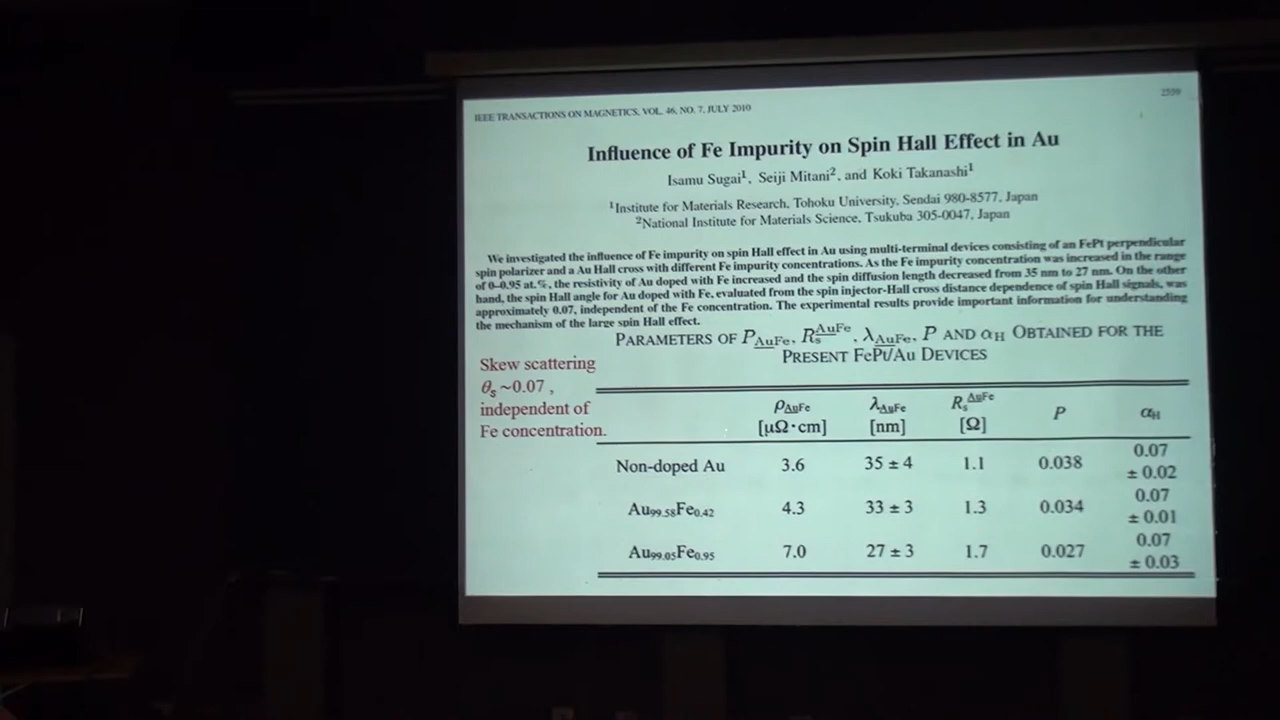 IEEE TRANSACTIONS ON MAGNETICS, VOL. 46, NO. 7, JULY 2010 2599
Influence of Fe Impurity on Spin Hall Effect in Au
Isamu Sugai¹, Seiji Mitani², and Koki Takanashi¹
¹Institute for Materials Research, Tohoku University, Sendai 980-8577, Japan
²National Institute for Materials Science, Tsukuba 305-0047, Japan
We investigated the influence of Fe impurity on spin Hall effect in Au using multi-terminal devices consisting of an FePt perpendicular
spin polarizer and a Au Hall cross with different Fe impurity concentrations. As the Fe impurity concentration was increased in the range
of 0–0.95 at.%, the resistivity of Au doped with Fe increased and the spin diffusion length decreased from 35 nm to 27 nm. On the other
hand, the spin Hall angle for Au doped with Fe, evaluated from the spin injector-Hall cross distance dependence of spin Hall signals, was
approximately 0.07, independent of the Fe concentration. The experimental results provide important information for understanding
the mechanism of the large spin Hall effect.
PARAMETERS OF P_AuFe, R_s^AuFe, λ_AuFe, P AND α_H OBTAINED FOR THE
PRESENT FePt/Au DEVICES
Skew scattering
θ_s ~0.07 ,
independent of
Fe concentration.
ρ_AuFe λ_AuFe R_s^AuFe P α_H
[μΩ·cm] [nm] [Ω]
Non-doped Au 3.6 35 ± 4 1.1 0.038 0.07 ± 0.02
Au99.58Fe0.42 4.3 33 ± 3 1.3 0.034 0.07 ± 0.01
Au99.05Fe0.95 7.0 27 ± 3 1.7 0.027 0.07 ± 0.03